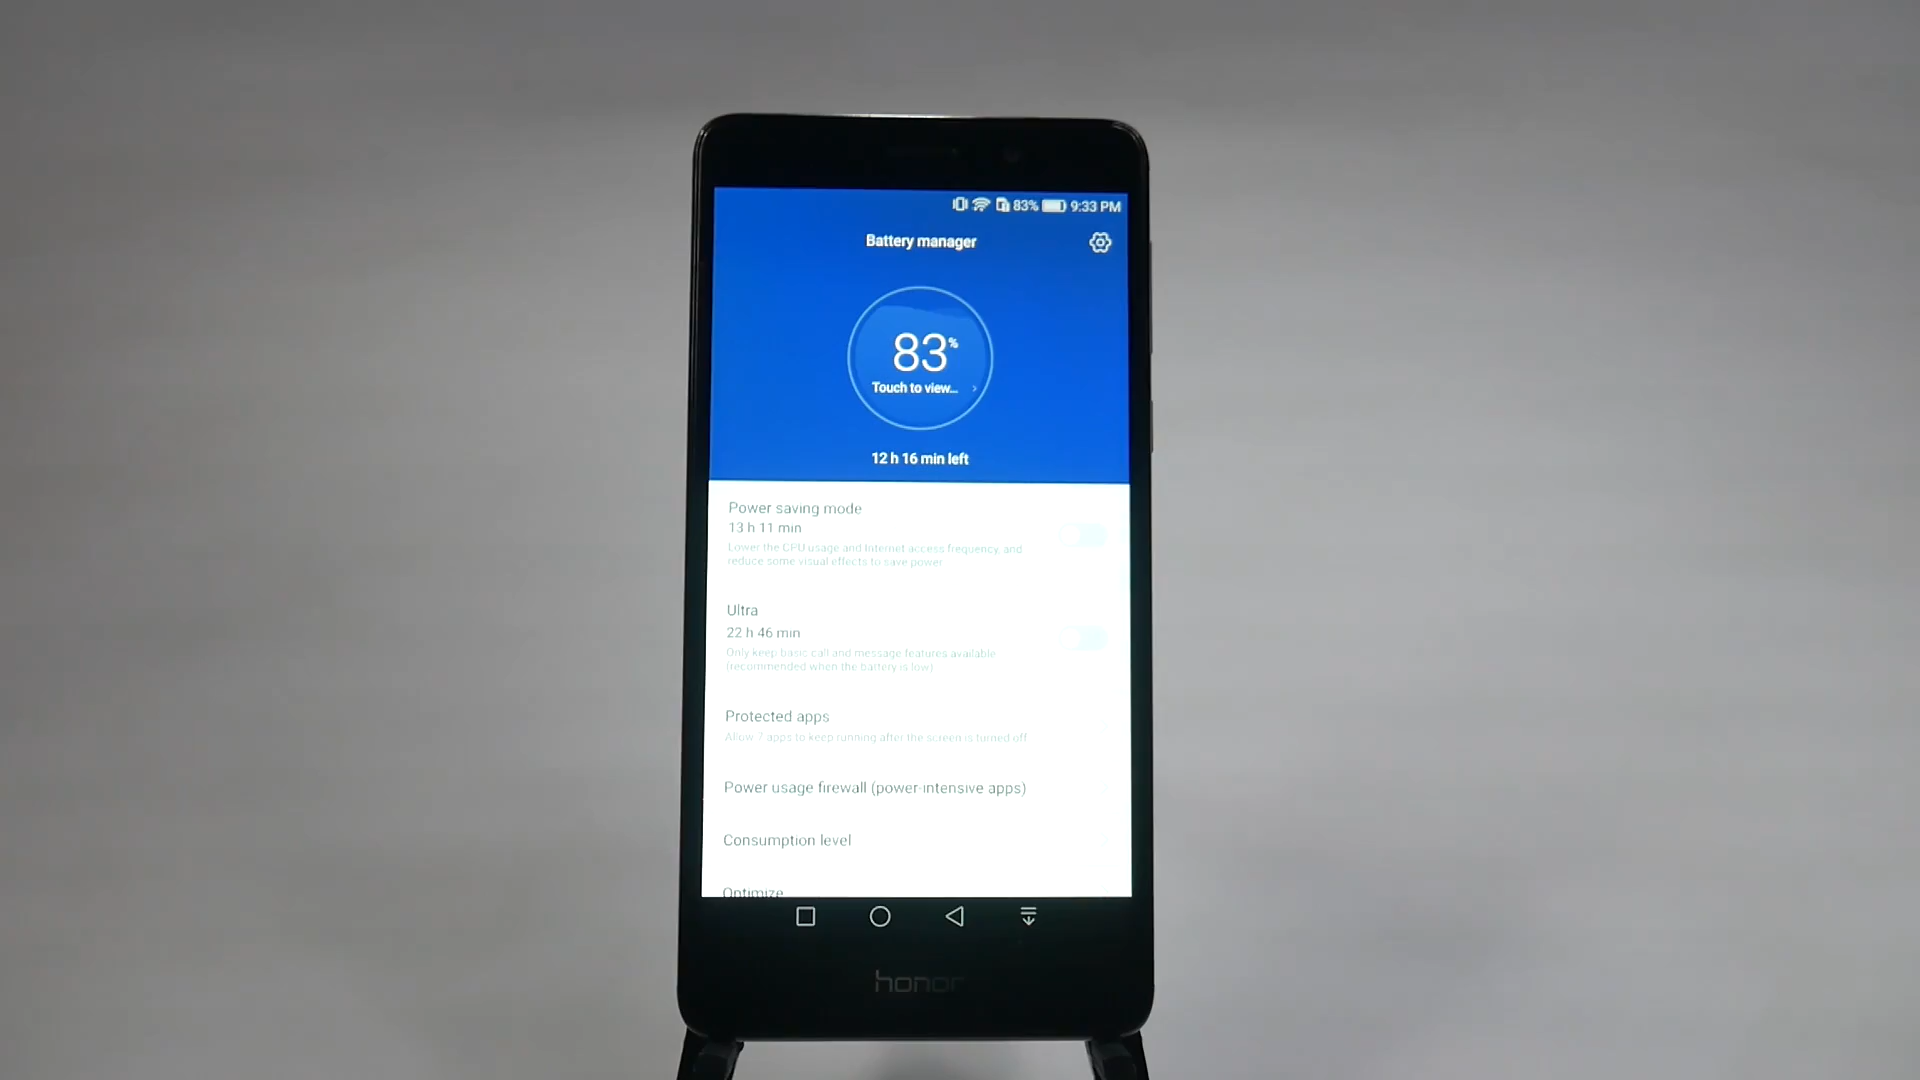 83% 9:33 PM
Battery manager
83%
Touch to view...
12 h 16 min left
Power saving mode
13 h 11 min
Lower the CPU usage and Internet access frequency, and
reduce some visual effects to save power
Ultra
22 h 46 min
Only keep basic call and message features available
(recommended when the battery is low)
Protected apps
Allow 7 apps to keep running after the screen is turned off
Power usage firewall (power-intensive apps)
Consumption level
Optimize
honor